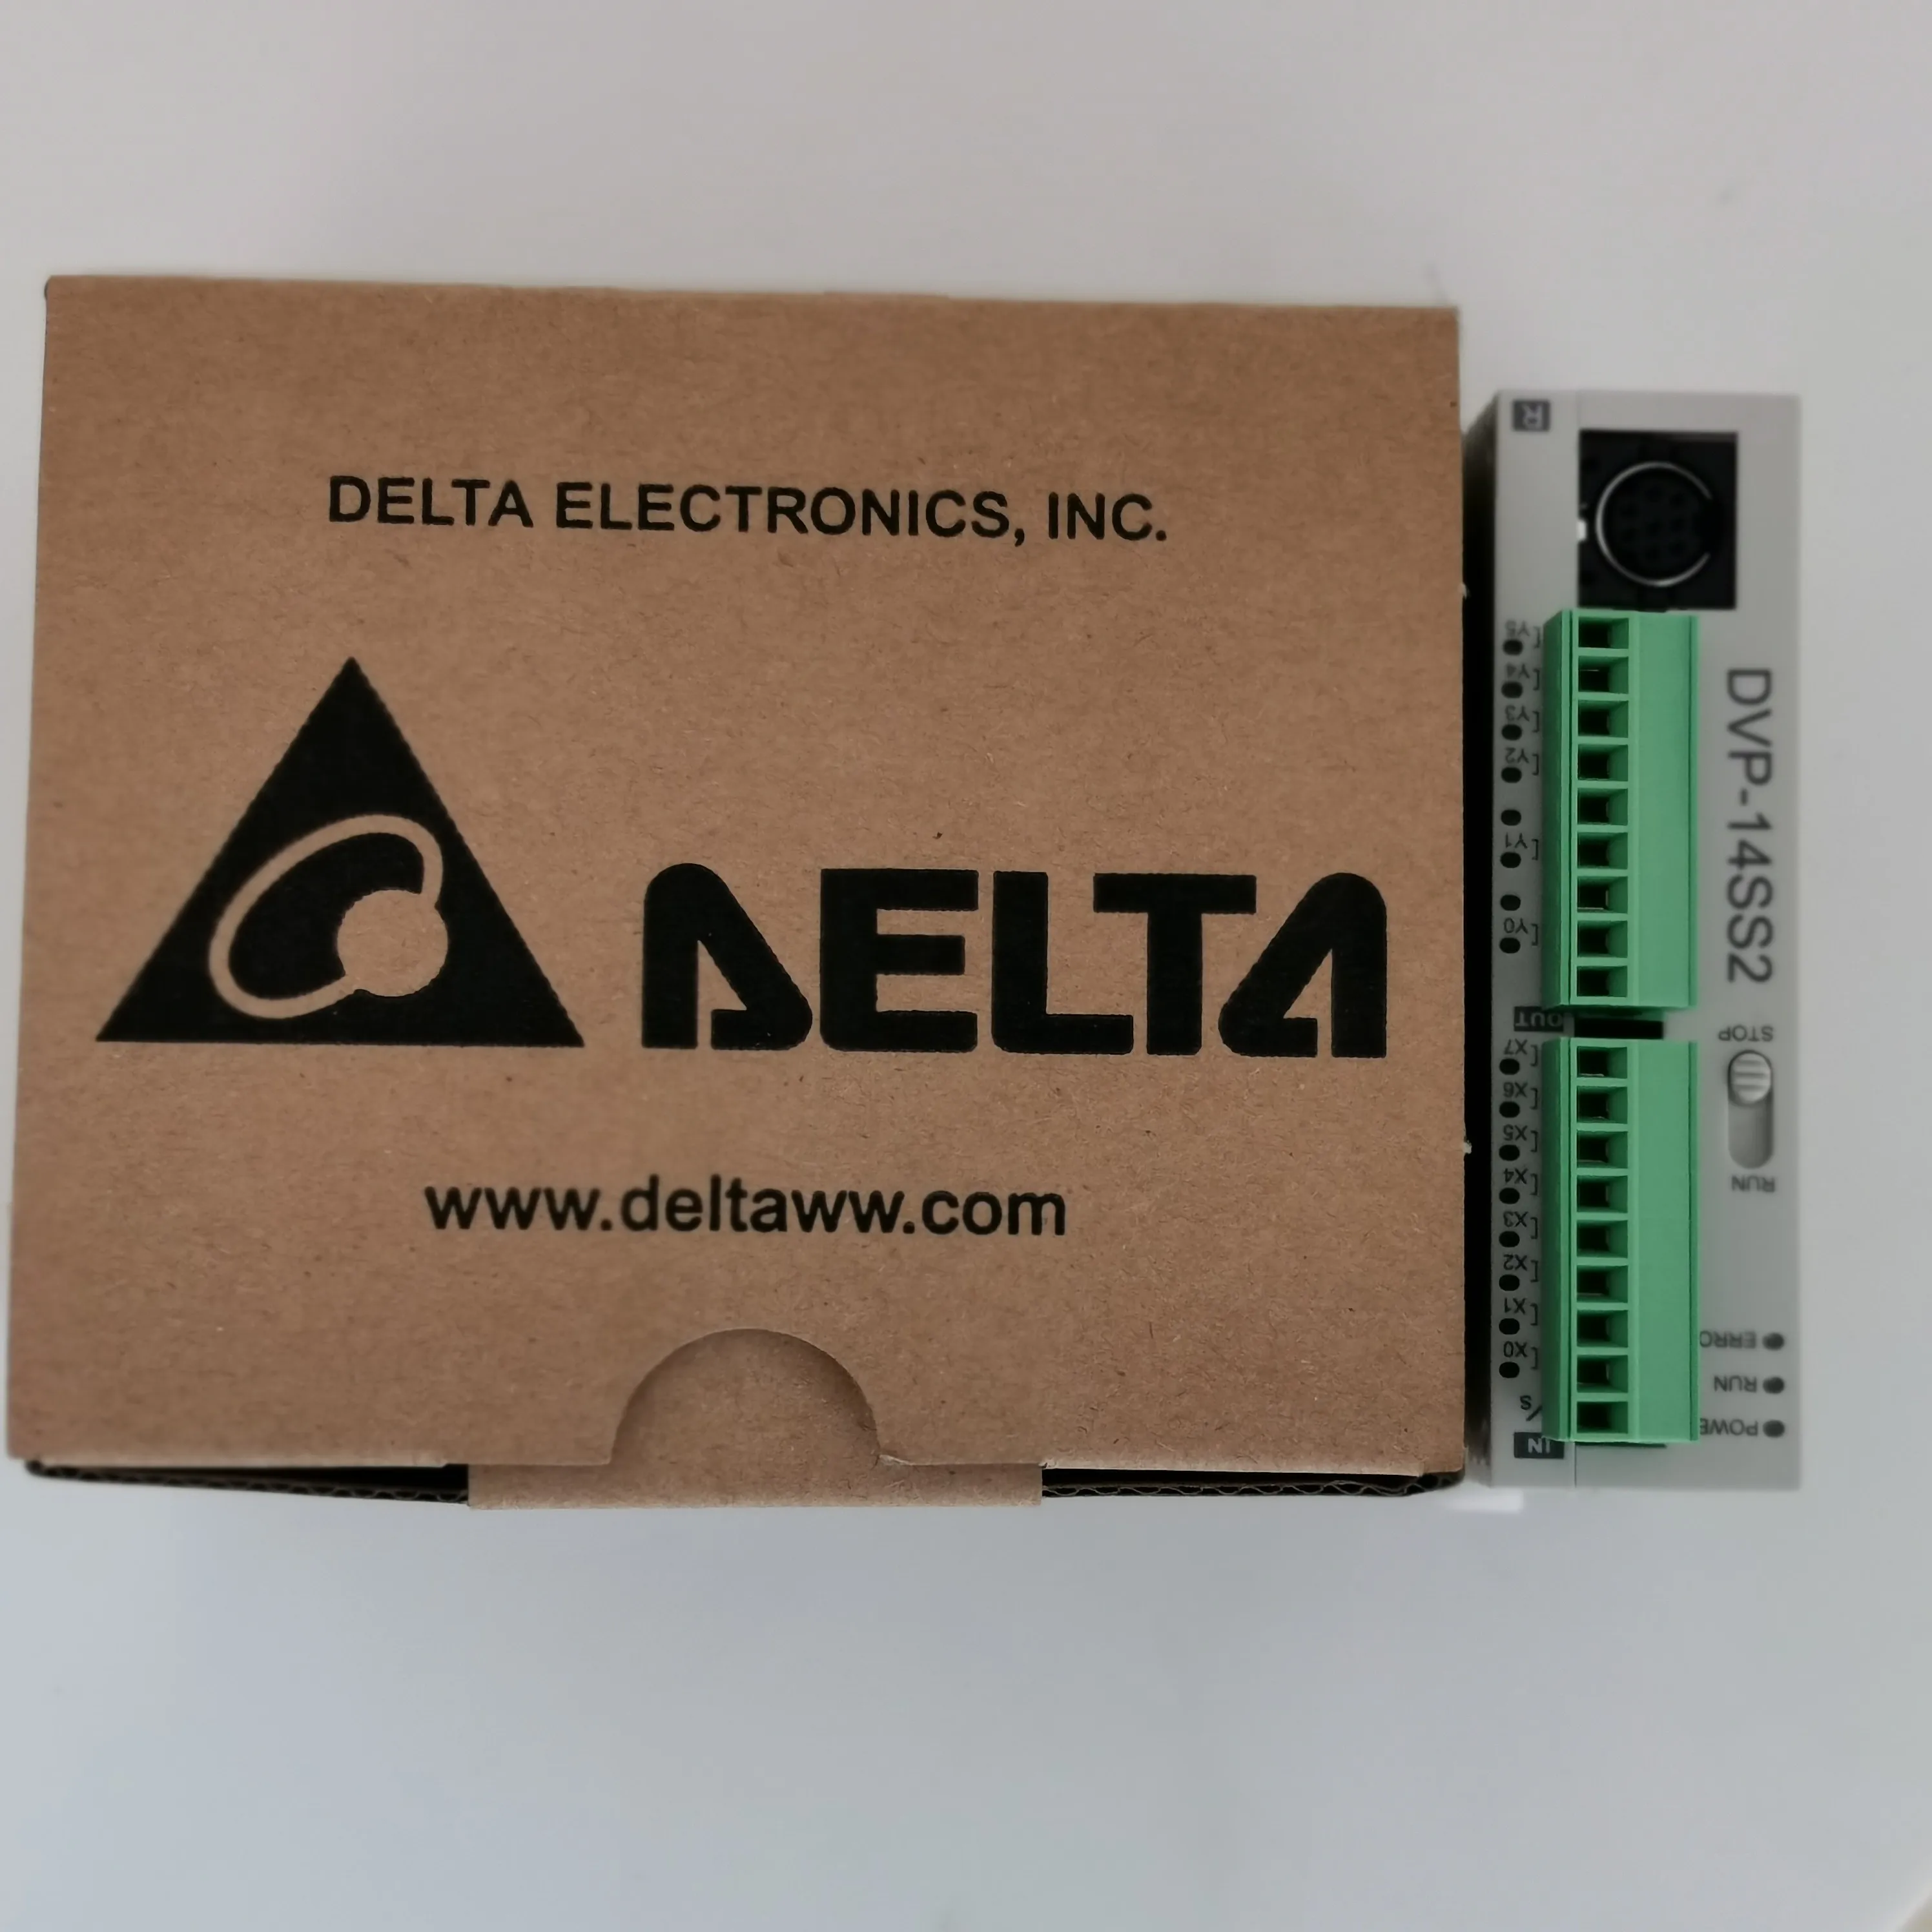 DELTA ELECTRONICS, INC.
DELTA
www.deltaww.com
R
DVP-14SS2
Y5
Y4
Y3
Y2
Y1
Y0
OUT
STOP
RUN
X7
X6
X5
X4
X3
X2
X1
X0
S/S
IN
ERRO
RUN
POWE